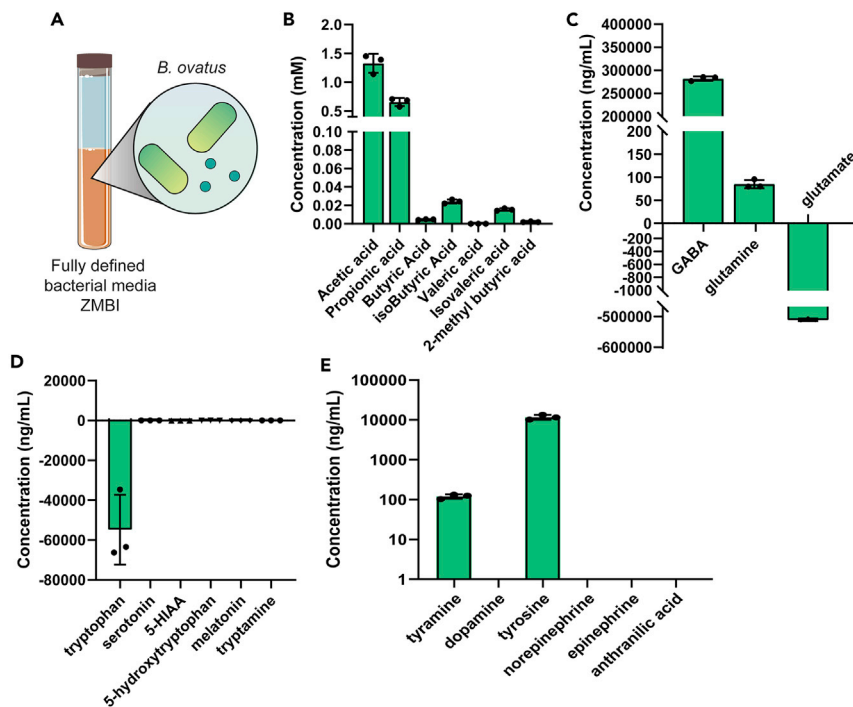 A
B. ovatus
Fully defined
bacterial media
ZMBI
B
Concentration (mM)
2.0
1.5
1.0
0.5
0.10
0.08
0.06
0.04
0.02
0.00
Acetic acid
Propionic acid
Butyric Acid
isoButyric Acid
Valeric acid
Isovaleric acid
2-methyl butyric acid
C
Concentration (ng/mL)
400000
350000
300000
250000
200000
200
150
100
50
0
-200
-400
-600
-800
-1000
-500000
-600000
GABA
glutamine
glutamate
D
Concentration (ng/mL)
20000
0
-20000
-40000
-60000
-80000
tryptophan
serotonin
5-HIAA
5-hydroxytryptophan
melatonin
tryptamine
E
Concentration (ng/mL)
100000
10000
1000
100
10
1
tyramine
dopamine
tyrosine
norepinephrine
epinephrine
anthranilic acid